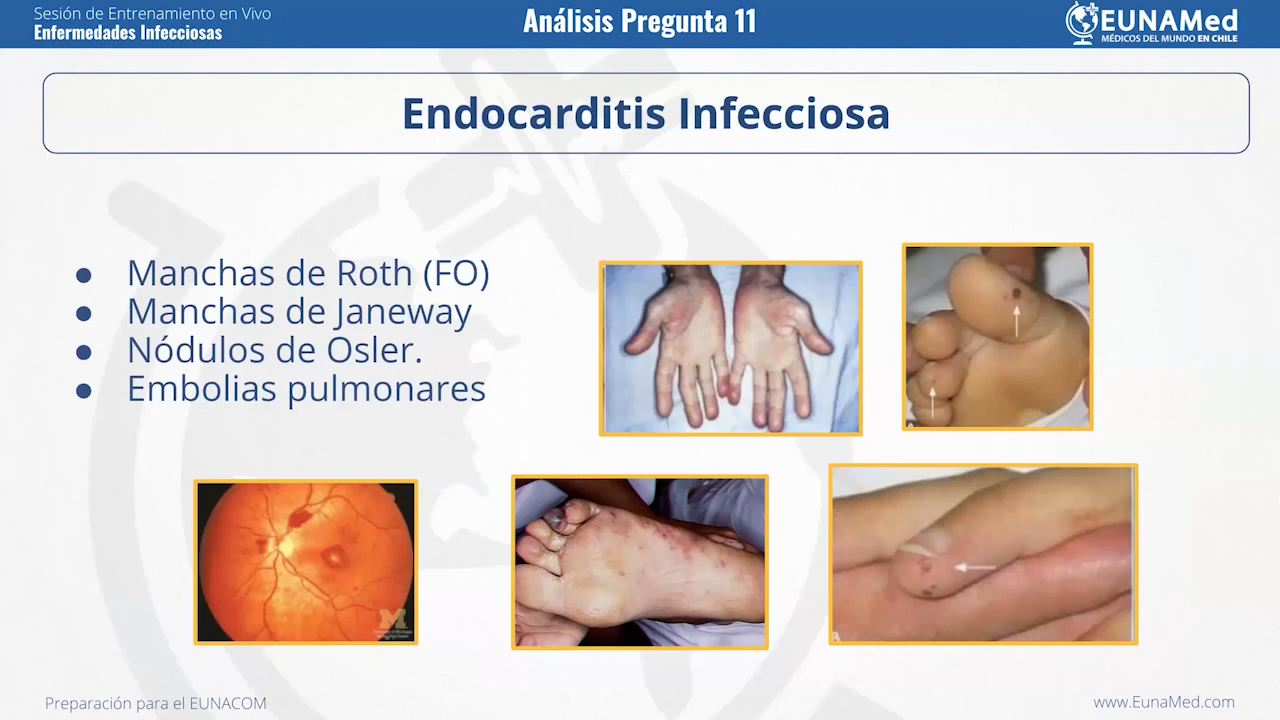 Sesión de Entrenamiento en Vivo
Enfermedades Infecciosas
Análisis Pregunta 11
EUNAMed
MÉDICOS DEL MUNDO EN CHILE
Endocarditis Infecciosa
● Manchas de Roth (FO)
● Manchas de Janeway
● Nódulos de Osler.
● Embolias pulmonares
M
Preparación para el EUNACOM
www.EunaMed.com